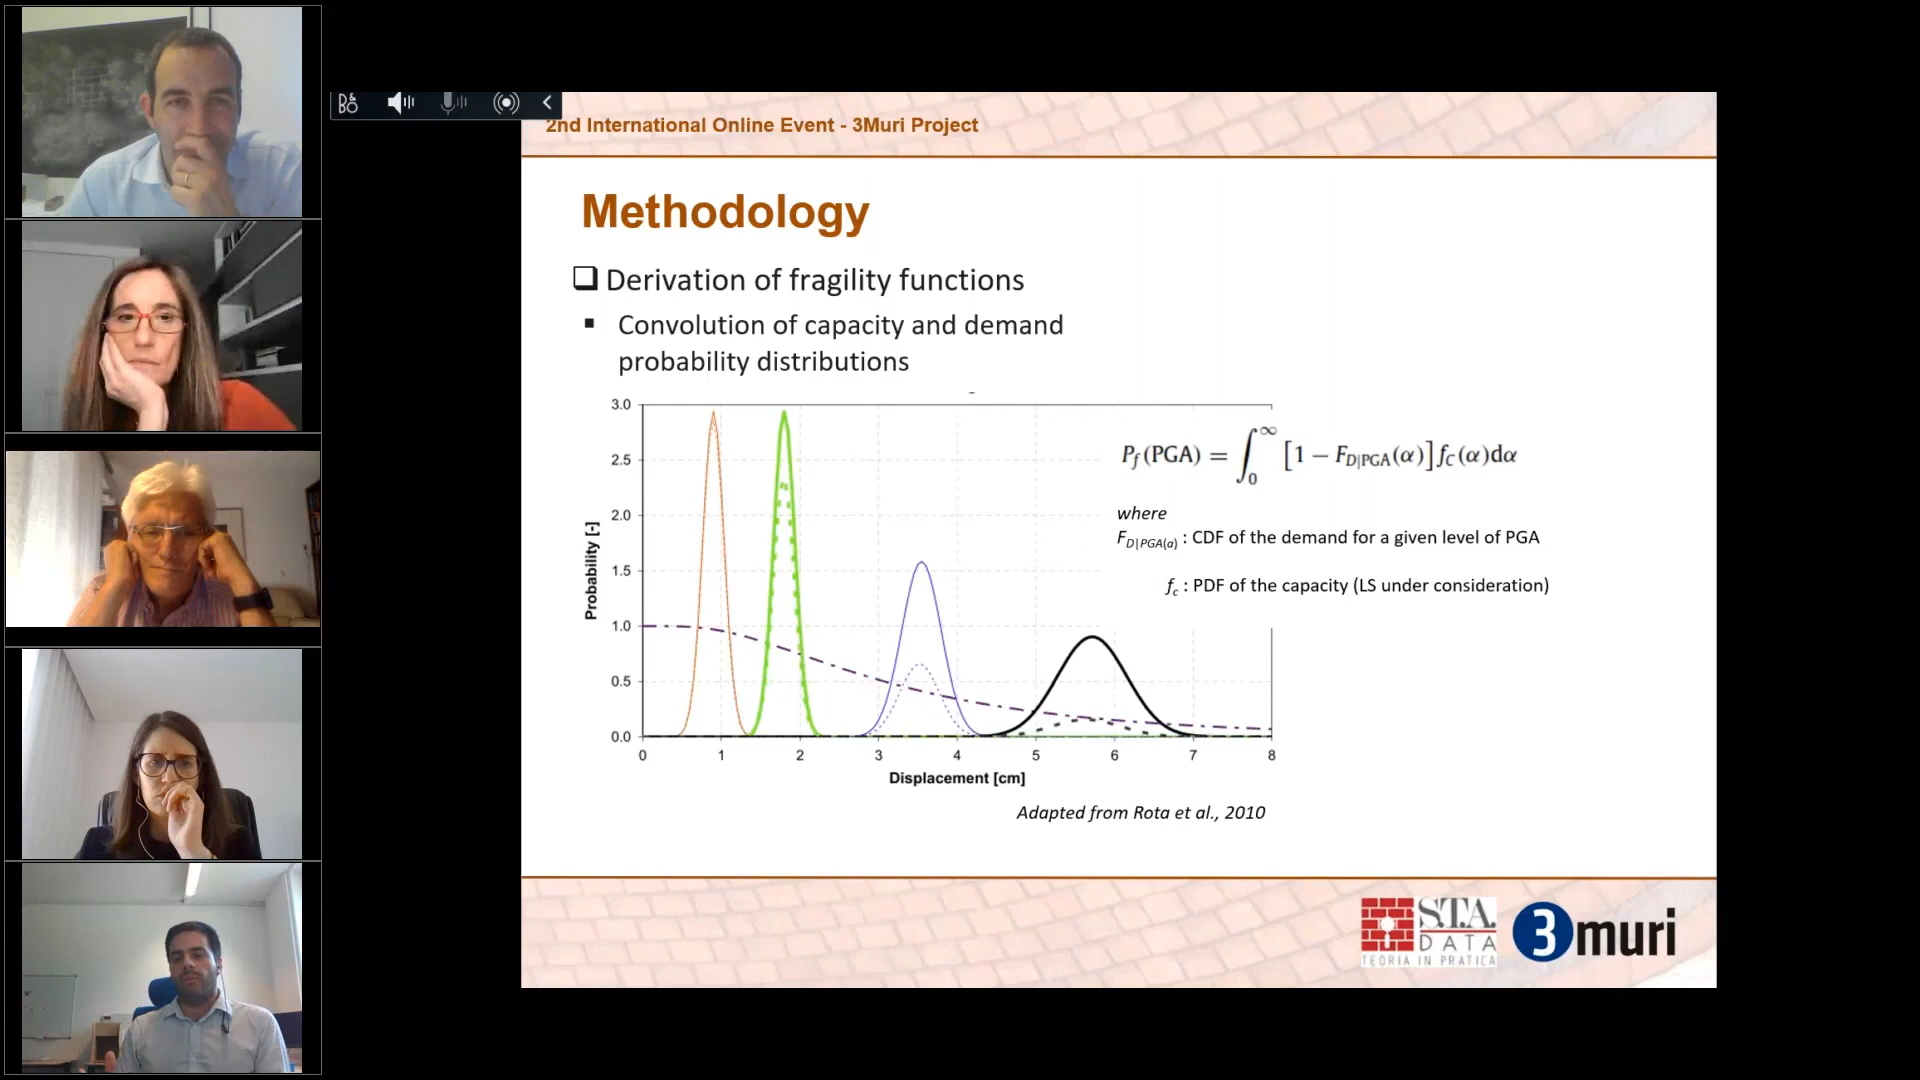 2nd International Online Event - 3Muri Project
Methodology
❑ Derivation of fragility functions
▪ Convolution of capacity and demand
probability distributions
3.0
2.5
2.0
1.5
1.0
0.5
0.0
Probability [-]
0 1 2 3 4 5 6 7 8
Displacement [cm]
P_f(PGA) = ∫_0^∞ [1 − F_{D|PGA}(α)] f_C(α)dα
where
F_{D|PGA(α)} : CDF of the demand for a given level of PGA
f_c : PDF of the capacity (LS under consideration)
Adapted from Rota et al., 2010
S.T.A.
DATA
TEORIA IN PRATICA
3muri